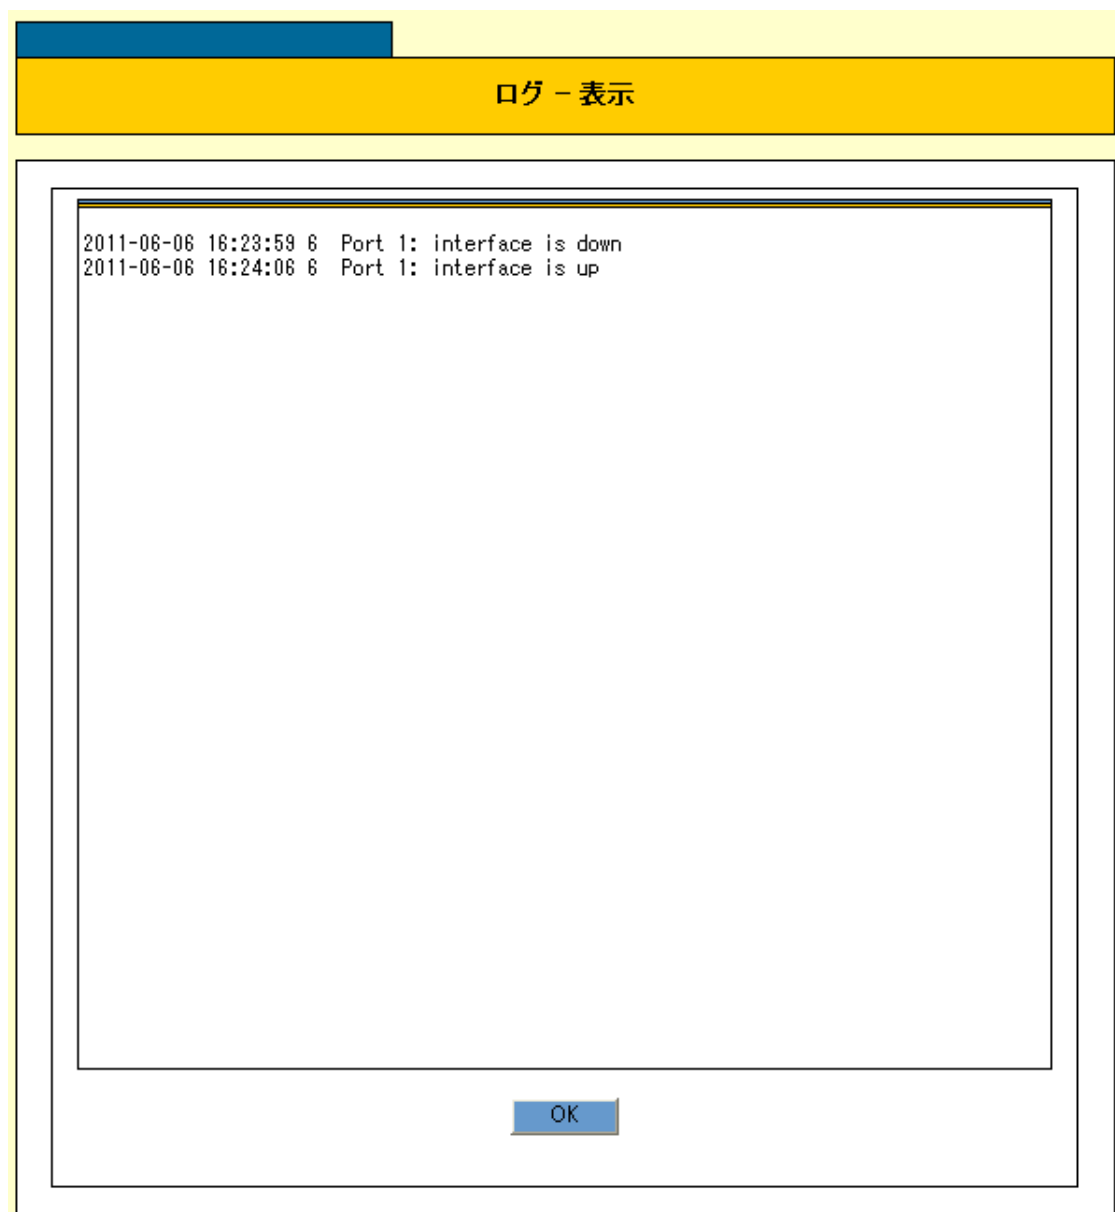 ログ － 表示
2011-06-06 16:23:59 6  Port 1: interface is down
2011-06-06 16:24:06 6  Port 1: interface is up
OK